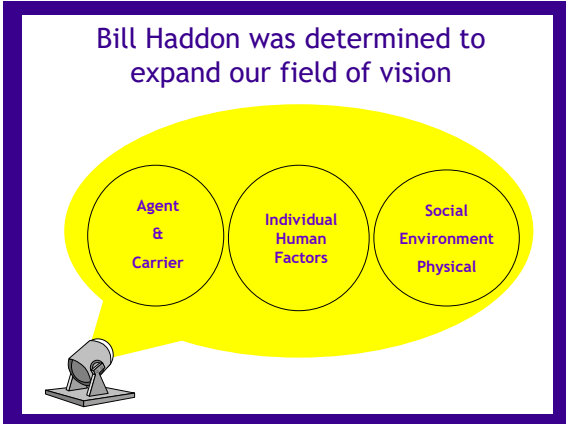 Bill Haddon was determined to
expand our field of vision
Agent
&
Carrier
Individual
Human
Factors
Social
Environment
Physical